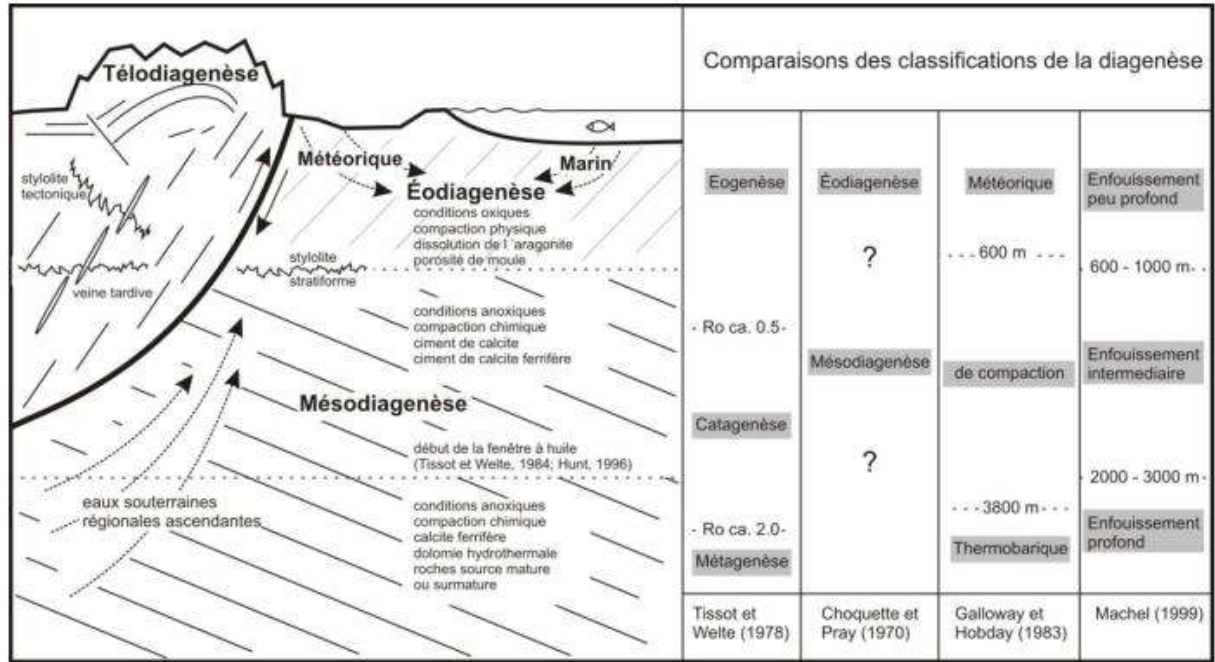 Télodiagenèse
stylolite
tectonique
veine tardive
Météorique
Marin
Éodiagenèse
conditions oxiques
compaction physique
dissolution de l ´aragonite
porosité de moule
stylolite
stratiforme
conditions anoxiques
compaction chimique
ciment de calcite
ciment de calcite ferrifère
Mésodiagenèse
début de la fenêtre à huile
(Tissot et Welte, 1984; Hunt, 1996)
eaux souterraines
régionales ascendantes
conditions anoxiques
compaction chimique
calcite ferrifère
dolomie hydrothermale
roches source mature
ou surmature
Comparaisons des classifications de la diagenèse
Eogenèse
- Ro ca. 0.5-
Catagenèse
- Ro ca. 2.0-
Métagenèse
Tissot et
Welte (1978)
Éodiagenèse
?
Mésodiagenèse
?
Choquette et
Pray (1970)
Météorique
- - - 600 m - - -
de compaction
- - - 3800 m - - -
Thermobarique
Galloway et
Hobday (1983)
Enfouissement
peu profond
- 600 - 1000 m- -
Enfouissement
intermediaire
- 2000 - 3000 m -
Enfouissement
profond
Machel (1999)